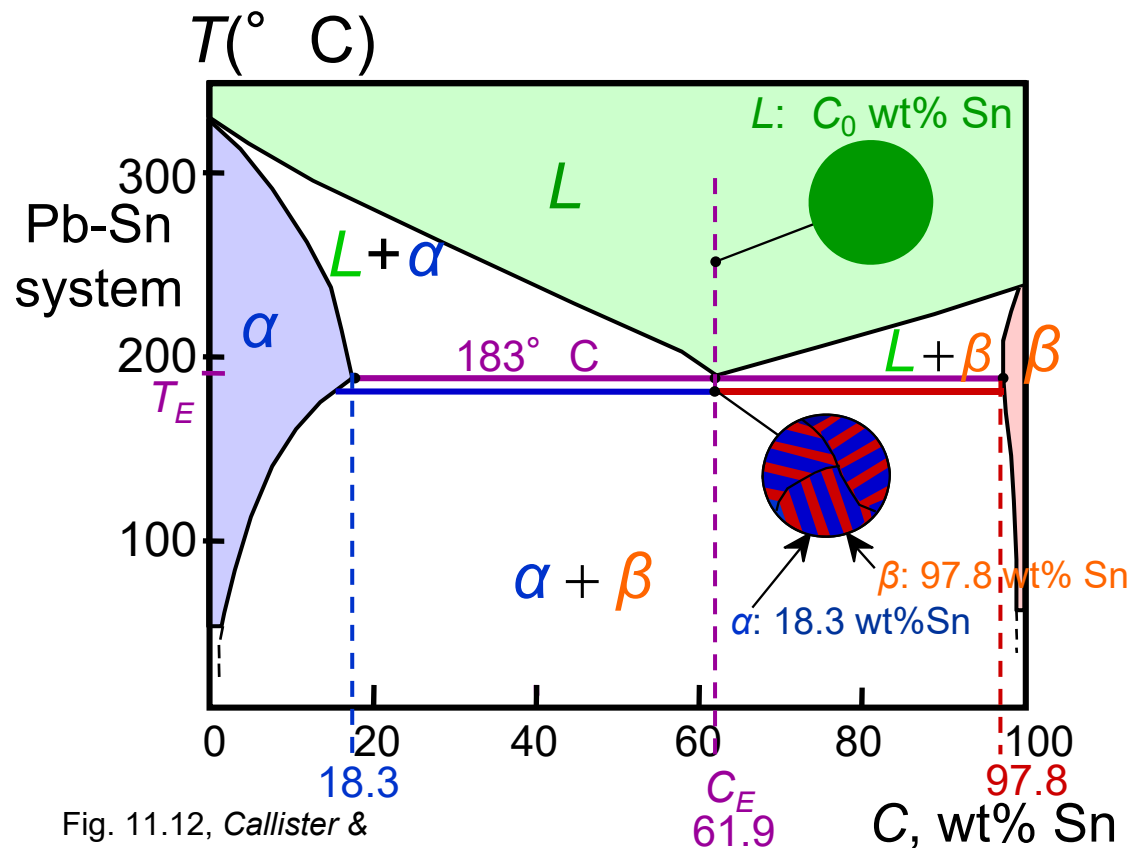 T(° C)
L: C0 wt% Sn
300
L
Pb-Sn
system
L+α
α
200
183° C
L+β
β
TE
100
α + β
β: 97.8 wt% Sn
α: 18.3 wt%Sn
0
20
40
60
80
100
18.3
CE
61.9
97.8
C, wt% Sn
Fig. 11.12, Callister &